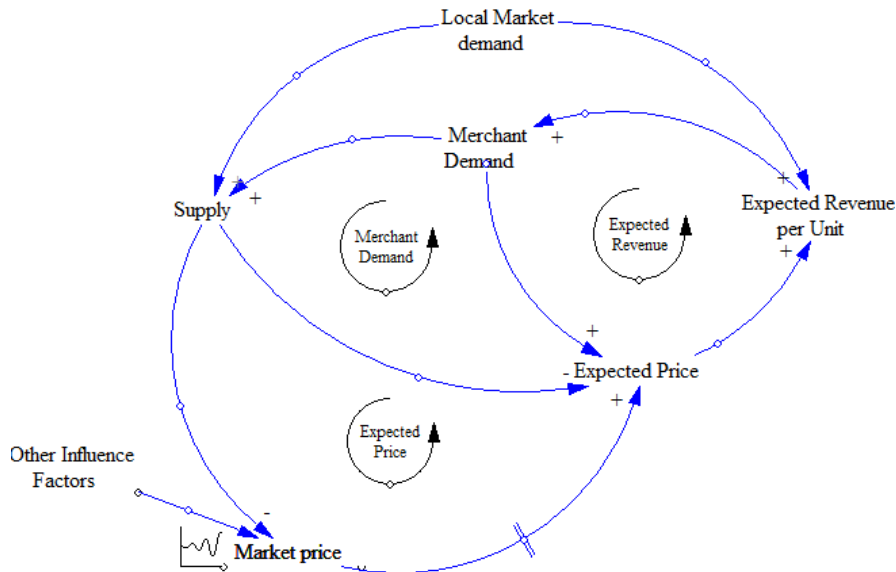 Local Market
demand
+
Merchant
Demand
+
+
+
Supply
Expected Revenue
per Unit
+
Merchant
Demand
Expected
Revenue
+
- Expected Price
+
Expected
Price
Other Influence
Factors
-
Market price